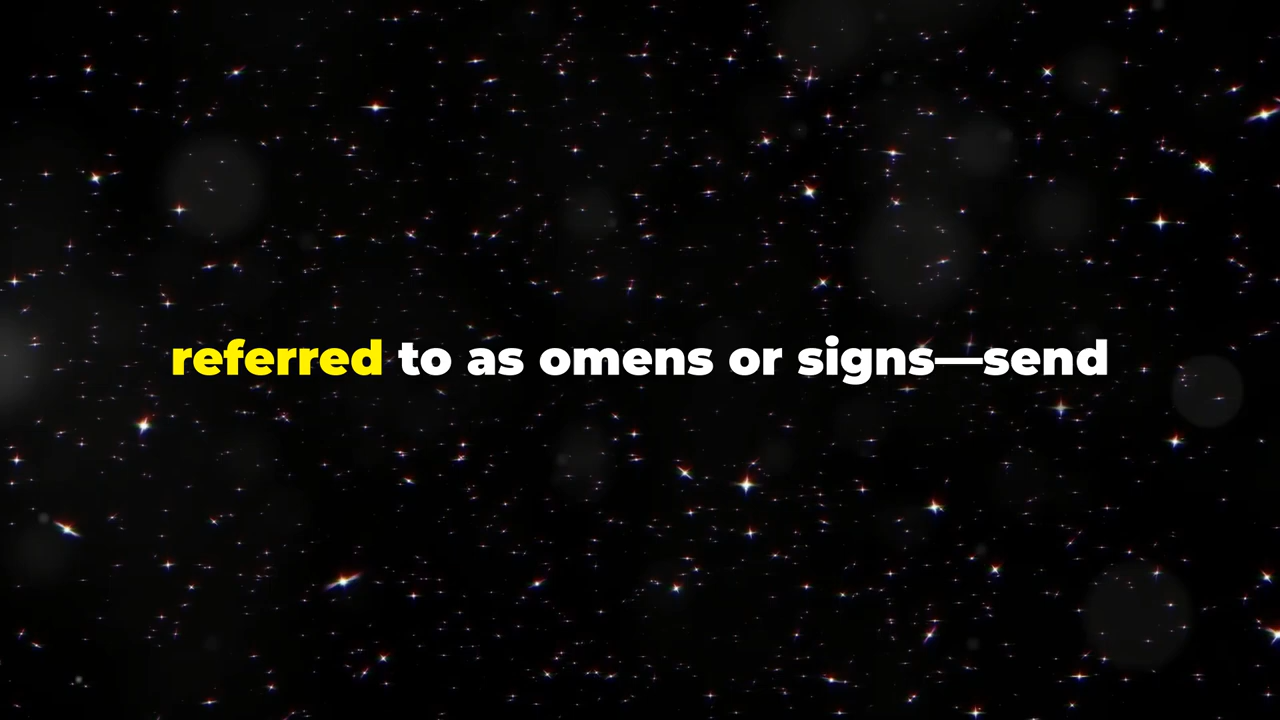 referred to as omens or signs—send